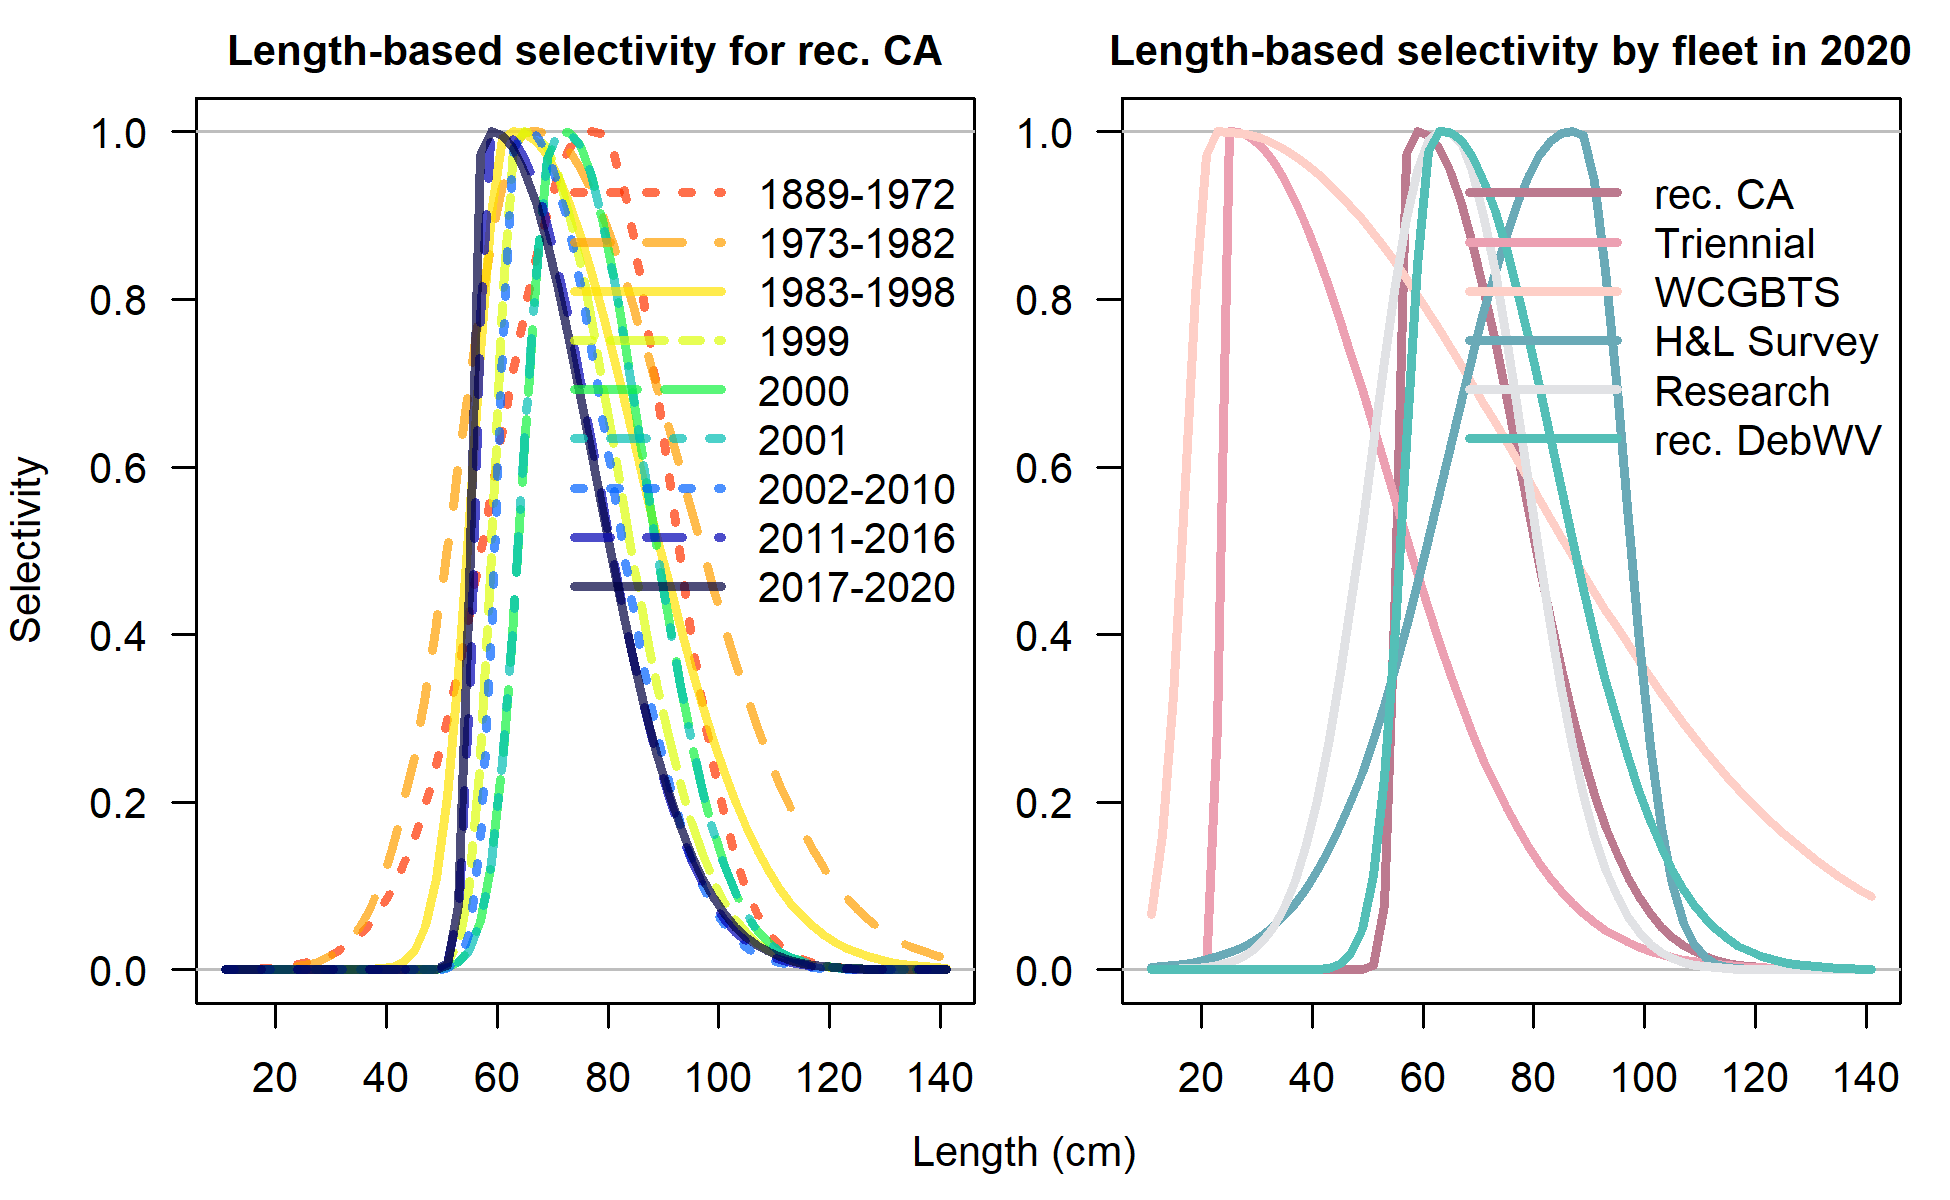 Length-based selectivity for rec. CA
Length-based selectivity by fleet in 2020
Selectivity
1.0
0.8
0.6
0.4
0.2
0.0
20 40 60 80 100 120 140
1889-1972
1973-1982
1983-1998
1999
2000
2001
2002-2010
2011-2016
2017-2020
1.0
0.8
0.6
0.4
0.2
0.0
20 40 60 80 100 120 140
rec. CA
Triennial
WCGBTS
H&L Survey
Research
rec. DebWV
Length (cm)